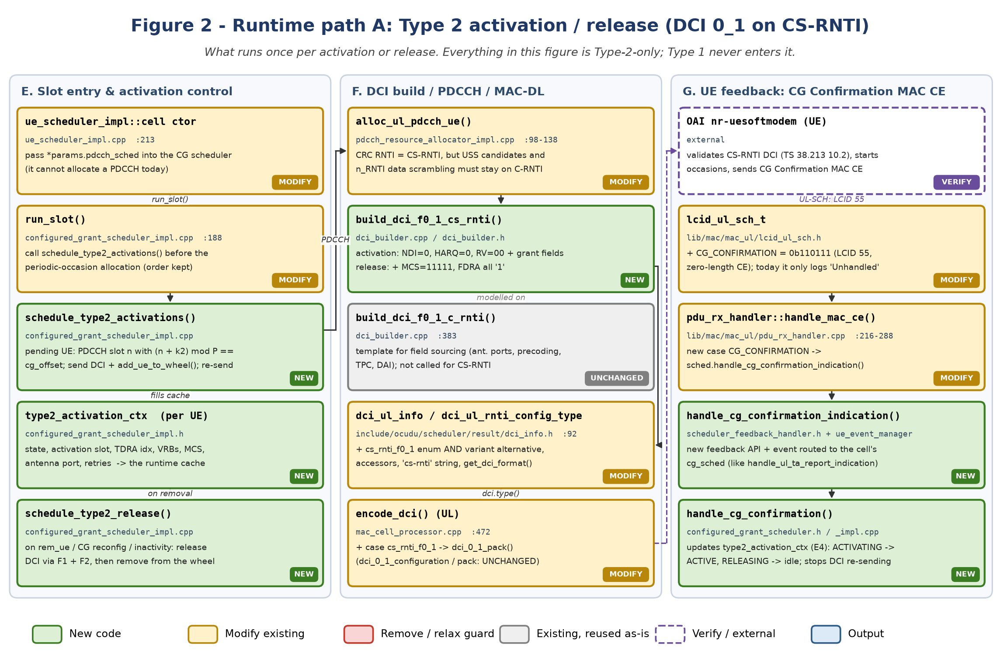 Figure 2 - Runtime path A: Type 2 activation / release (DCI 0_1 on CS-RNTI)
What runs once per activation or release. Everything in this figure is Type-2-only; Type 1 never enters it.
E. Slot entry & activation control
ue_scheduler_impl::cell ctor
ue_scheduler_impl.cpp  :213
pass *params.pdcch_sched into the CG scheduler
(it cannot allocate a PDCCH today)
MODIFY
run_slot()
run_slot()
configured_grant_scheduler_impl.cpp  :188
call schedule_type2_activations() before the
periodic-occasion allocation (order kept)
MODIFY
schedule_type2_activations()
configured_grant_scheduler_impl.cpp
pending UE: PDCCH slot n with (n + k2) mod P ==
cg_offset; send DCI + add_ue_to_wheel(); re-send
NEW
fills cache
type2_activation_ctx  (per UE)
configured_grant_scheduler_impl.h
state, activation slot, TDRA idx, VRBs, MCS,
antenna port, retries  -> the runtime cache
NEW
on removal
schedule_type2_release()
configured_grant_scheduler_impl.cpp
on rem_ue / CG reconfig / inactivity: release
DCI via F1 + F2, then remove from the wheel
NEW
PDCCH
F. DCI build / PDCCH / MAC-DL
alloc_ul_pdcch_ue()
pdcch_resource_allocator_impl.cpp  :98-138
CRC RNTI = CS-RNTI, but USS candidates and
n_RNTI data scrambling must stay on C-RNTI
MODIFY
build_dci_f0_1_cs_rnti()
dci_builder.cpp / dci_builder.h
activation: NDI=0, HARQ=0, RV=00 + grant fields
release: + MCS=11111, FDRA all '1'
NEW
modelled on
build_dci_f0_1_c_rnti()
dci_builder.cpp  :383
template for field sourcing (ant. ports, precoding,
TPC, DAI); not called for CS-RNTI
UNCHANGED
dci_ul_info / dci_ul_rnti_config_type
include/ocudu/scheduler/result/dci_info.h  :92
+ cs_rnti_f0_1 enum AND variant alternative,
accessors, 'cs-rnti' string, get_dci_format()
MODIFY
dci.type()
encode_dci() (UL)
mac_cell_processor.cpp  :472
+ case cs_rnti_f0_1 -> dci_0_1_pack()
(dci_0_1_configuration / pack: UNCHANGED)
MODIFY
G. UE feedback: CG Confirmation MAC CE
OAI nr-uesoftmodem (UE)
external
validates CS-RNTI DCI (TS 38.213 10.2), starts
occasions, sends CG Confirmation MAC CE
VERIFY
UL-SCH: LCID 55
lcid_ul_sch_t
lib/mac/mac_ul/lcid_ul_sch.h
+ CG_CONFIRMATION = 0b110111 (LCID 55,
zero-length CE); today it only logs 'Unhandled'
MODIFY
pdu_rx_handler::handle_mac_ce()
lib/mac/mac_ul/pdu_rx_handler.cpp  :216-288
new case CG_CONFIRMATION ->
sched.handle_cg_confirmation_indication()
MODIFY
handle_cg_confirmation_indication()
scheduler_feedback_handler.h + ue_event_manager
new feedback API + event routed to the cell's
cg_sched (like handle_ul_ta_report_indication)
NEW
handle_cg_confirmation()
configured_grant_scheduler.h / _impl.cpp
updates type2_activation_ctx (E4): ACTIVATING ->
ACTIVE, RELEASING -> idle; stops DCI re-sending
NEW
New code
Modify existing
Remove / relax guard
Existing, reused as-is
Verify / external
Output